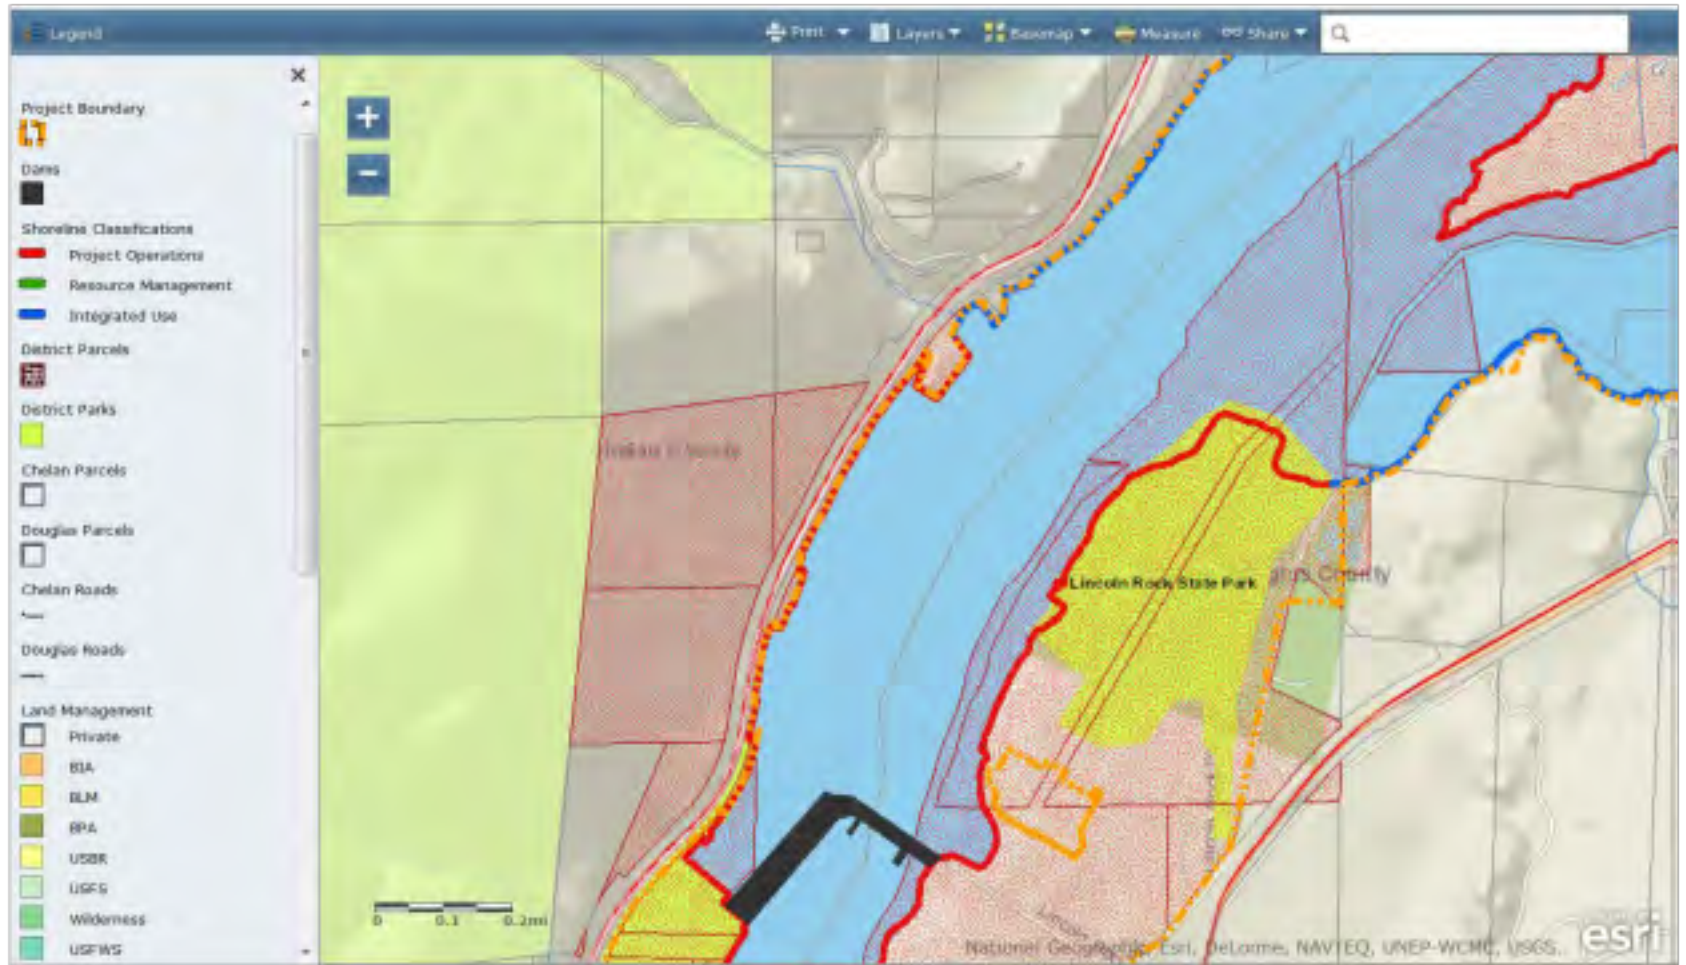 Legend
Print
Layers
Basemap
Measure
Share
Project Boundary
Dams
Shoreline Classifications
Project Operations
Resource Management
Integrated Use
District Parcels
District Parks
Chelan Parcels
Douglas Parcels
Chelan Roads
Douglas Roads
Land Management
Private
BIA
BLM
BPA
USBR
USFS
Wilderness
USFWS
Lincoln Rock State Park
County
0 0.1 0.2mi
Lincoln
National Geographic, Esri, DeLorme, NAVTEQ, UNEP-WCMC, USGS,
esri